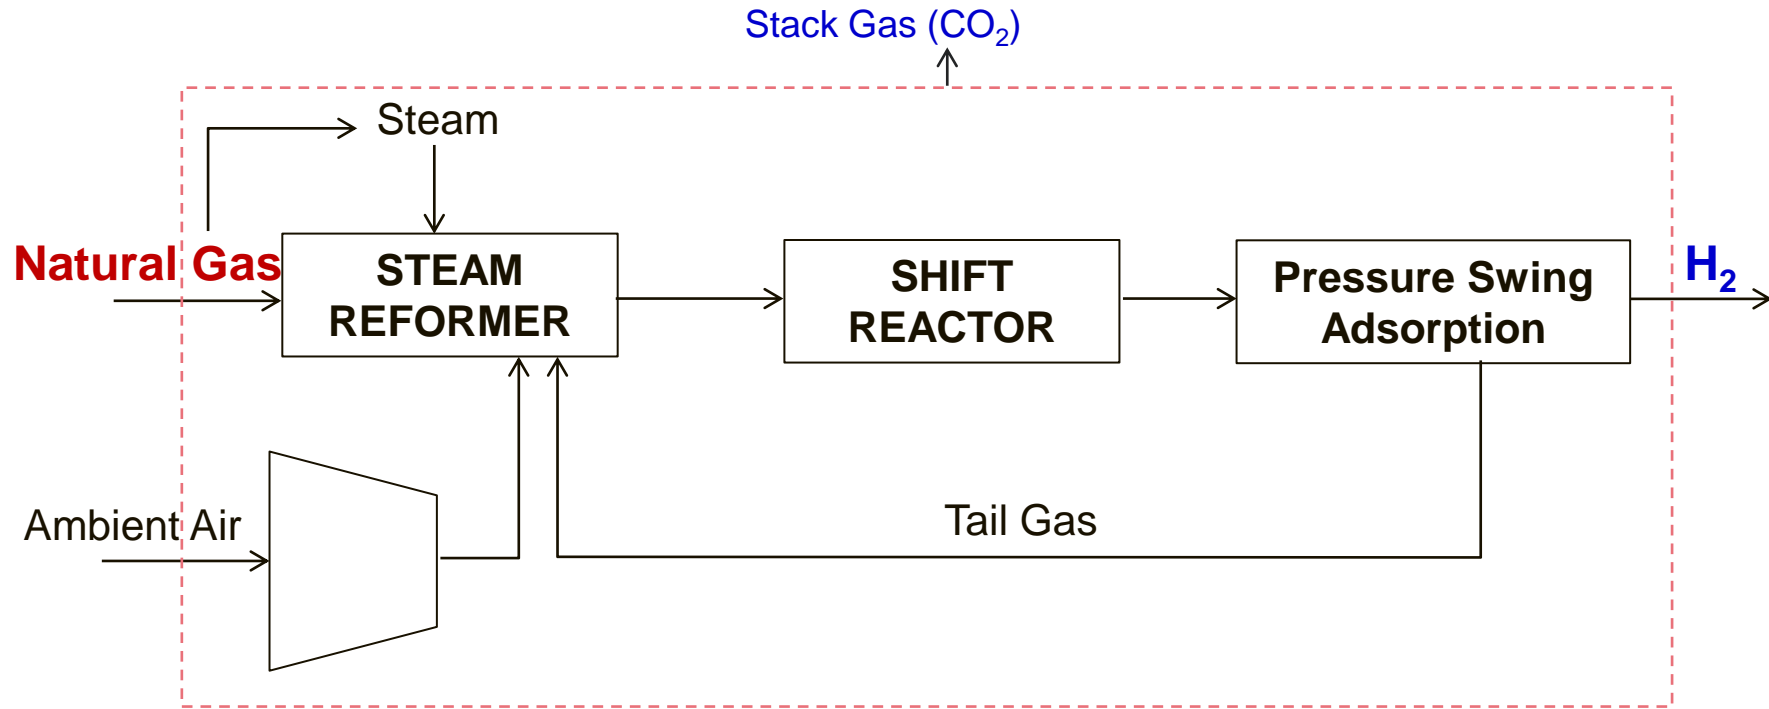 Stack Gas (CO₂)
Steam
Natural Gas
STEAM
REFORMER
SHIFT
REACTOR
Pressure Swing
Adsorption
H₂
Ambient Air
Tail Gas